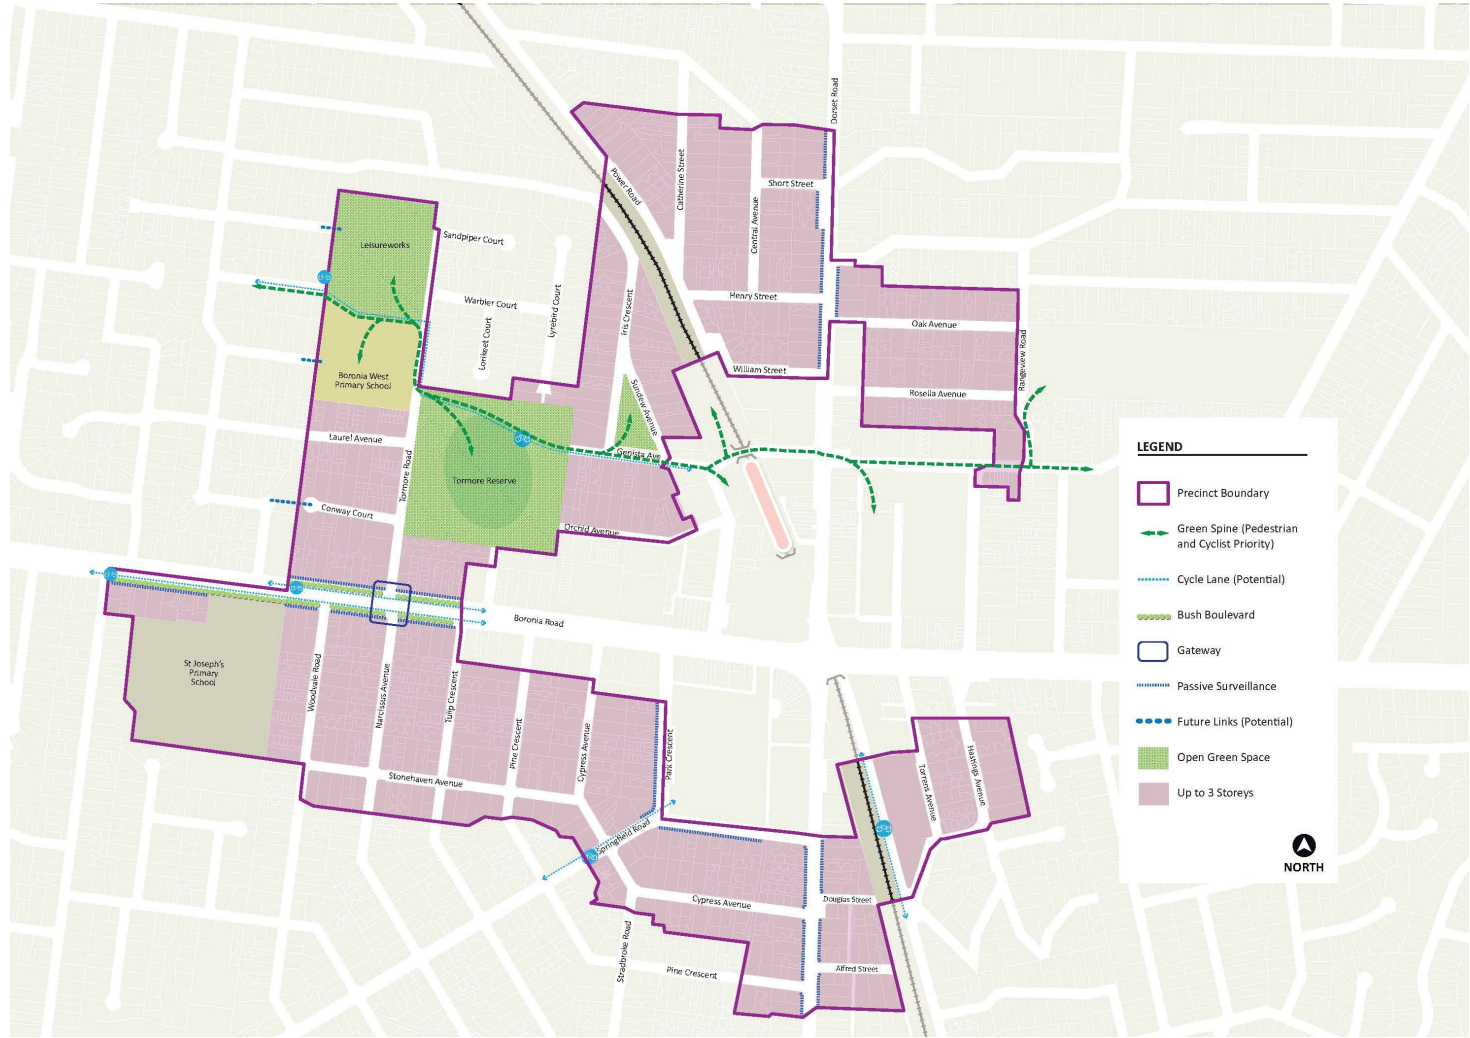 Dorset Road
Power Road
Catherine Street
Short Street
Central Avenue
Leisureworks
Sandpiper Court
Warbler Court
Lyrebird Court
Lorikeet Court
Iris Crescent
Henry Street
Oak Avenue
Rangeview Road
William Street
Rosella Avenue
Boronia West
Primary School
Sundew Avenue
Laurel Avenue
Genista Ave
Tormore Road
Tormore Reserve
Conway Court
Orchid Avenue
Boronia Road
St Joseph's
Primary
School
Woodvale Road
Narcissus Avenue
Tulip Crescent
Pine Crescent
Cypress Avenue
Park Crescent
Stonehaven Avenue
Springfield Road
Torrens Avenue
Hastings Avenue
Cypress Avenue
Douglas Street
Stradbroke Road
Pine Crescent
Alfred Street
LEGEND
Precinct Boundary
Green Spine (Pedestrian
and Cyclist Priority)
Cycle Lane (Potential)
Bush Boulevard
Gateway
Passive Surveillance
Future Links (Potential)
Open Green Space
Up to 3 Storeys
NORTH